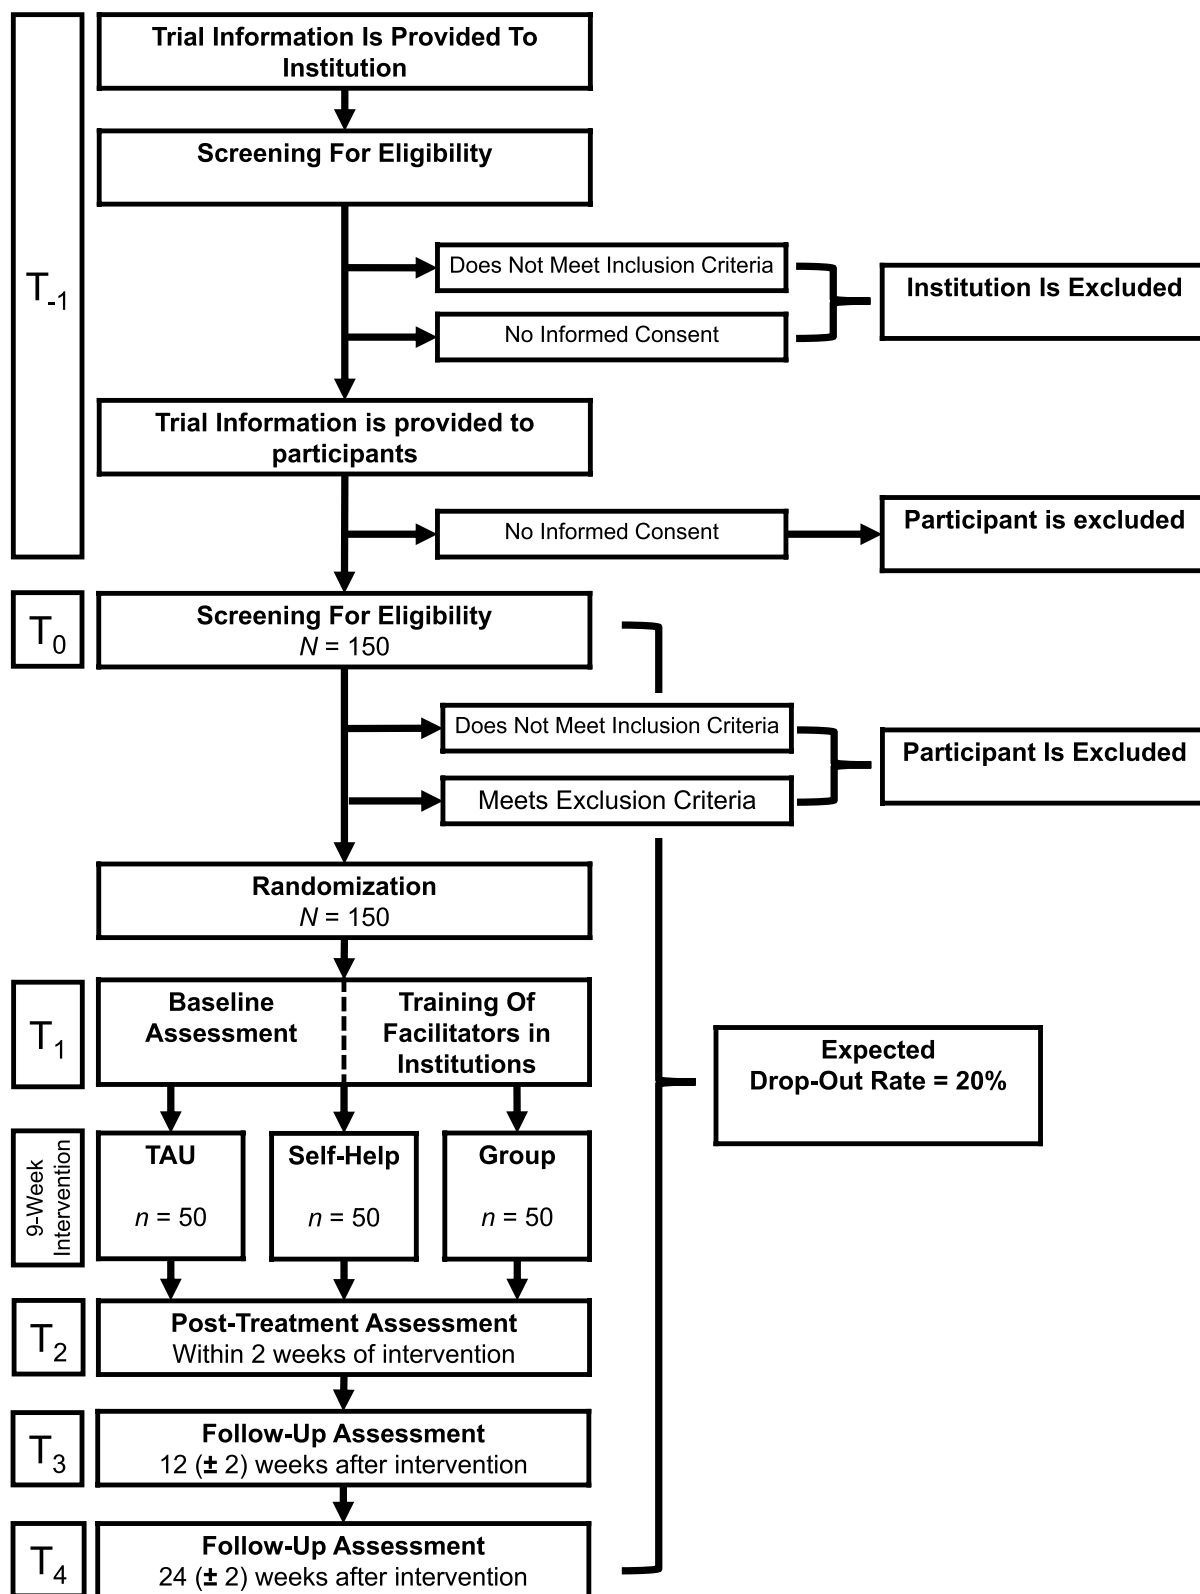 Trial Information Is Provided To
Institution
Screening For Eligibility
T-1
Does Not Meet Inclusion Criteria
Institution Is Excluded
No Informed Consent
Trial Information is provided to
participants
No Informed Consent
Participant is excluded
T0
Screening For Eligibility
N = 150
Does Not Meet Inclusion Criteria
Participant Is Excluded
Meets Exclusion Criteria
Randomization
N = 150
T1
Baseline
Assessment
Training Of
Facilitators in
Institutions
Expected
Drop-Out Rate = 20%
9-Week
Intervention
TAU
n = 50
Self-Help
n = 50
Group
n = 50
T2
Post-Treatment Assessment
Within 2 weeks of intervention
T3
Follow-Up Assessment
12 (± 2) weeks after intervention
T4
Follow-Up Assessment
24 (± 2) weeks after intervention